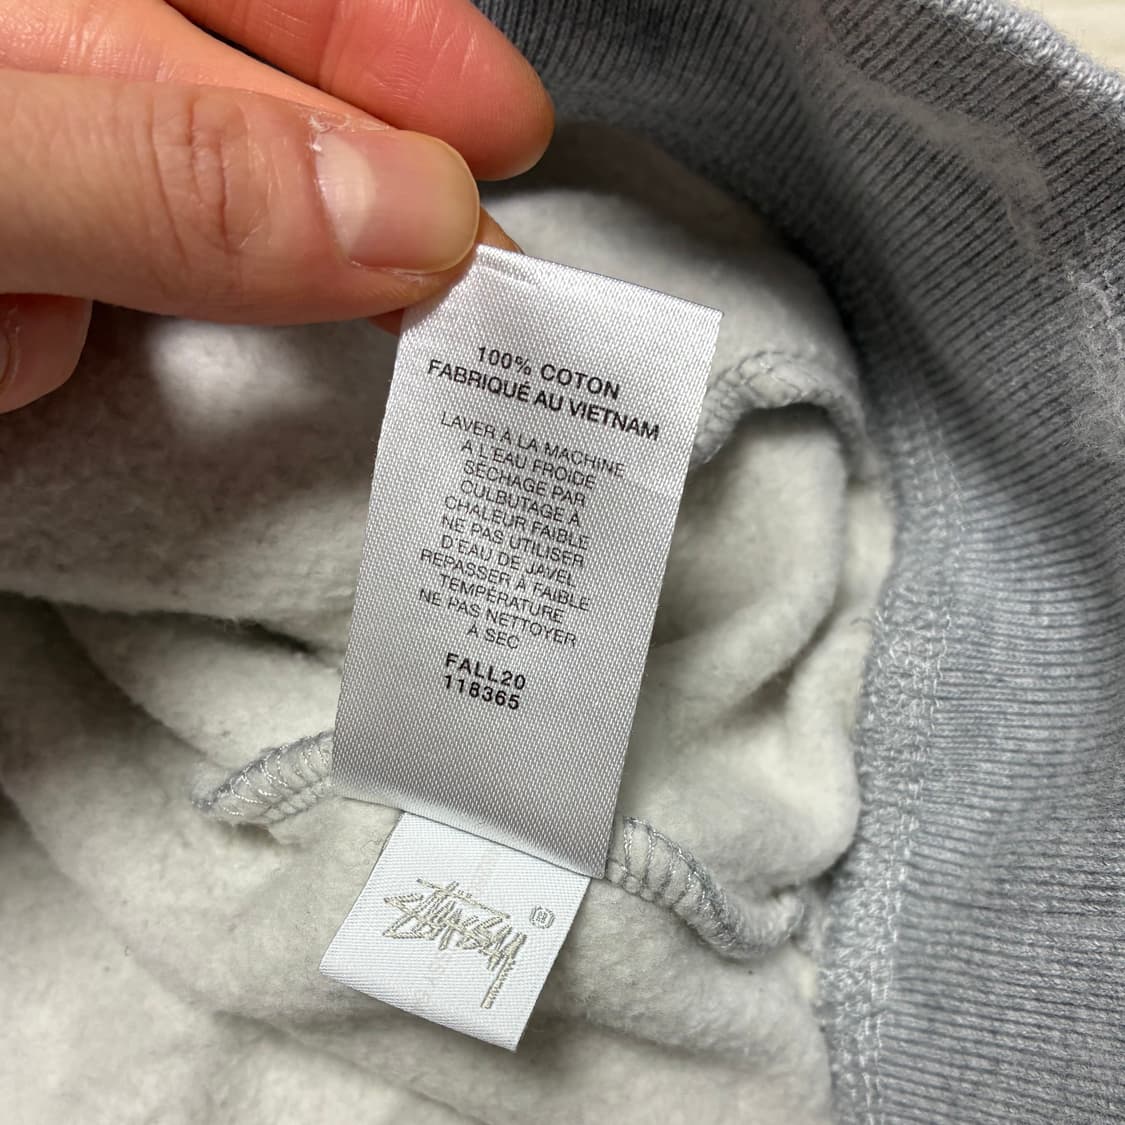 100% COTON
FABRIQUÉ AU VIETNAM
LAVER À LA MACHINE
À L'EAU FROIDE
SÉCHAGE PAR
CULBUTAGE À
CHALEUR FAIBLE
NE PAS UTILISER
D'EAU DE JAVEL
REPASSER À FAIBLE
TEMPÉRATURE
NE PAS NETTOYER
À SEC
FALL20
118365
STÜSSY ®